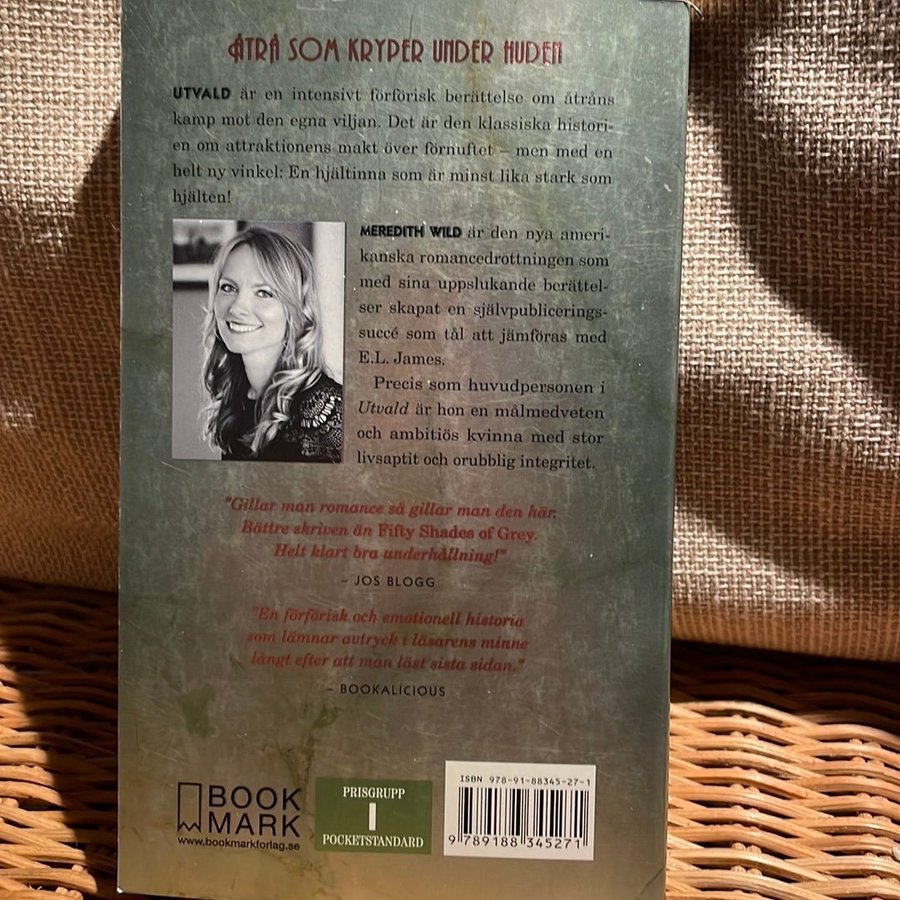 ÅTRÅ SOM KRYPER UNDER HUDEN
UTVALD är en intensivt förförisk berättelse om åtråns
kamp mot den egna viljan. Det är den klassiska histori-
en om attraktionens makt över förnuftet – men med en
helt ny vinkel: En hjältinna som är minst lika stark som
hjälten!
MEREDITH WILD är den nya ameri-
kanska romancedrottningen som
med sina uppslukande berättel-
ser skapat en självpublicerings-
succé som tål att jämföras med
E.L. James.
Precis som huvudpersonen i
Utvald är hon en målmedveten
och ambitiös kvinna med stor
livsaptit och orubblig integritet.
"Gillar man romance så gillar man den här.
Bättre skriven än Fifty Shades of Grey.
Helt klart bra underhållning!"
– JOS BLOGG
"En förförisk och emotionell historia
som lämnar avtryck i läsarens minne
långt efter att man läst sista sidan."
– BOOKALICIOUS
BOOK
MARK
www.bookmarkforlag.se
PRISGRUPP
1
POCKETSTANDARD
ISBN 978-91-88345-27-1
9 789188 345271